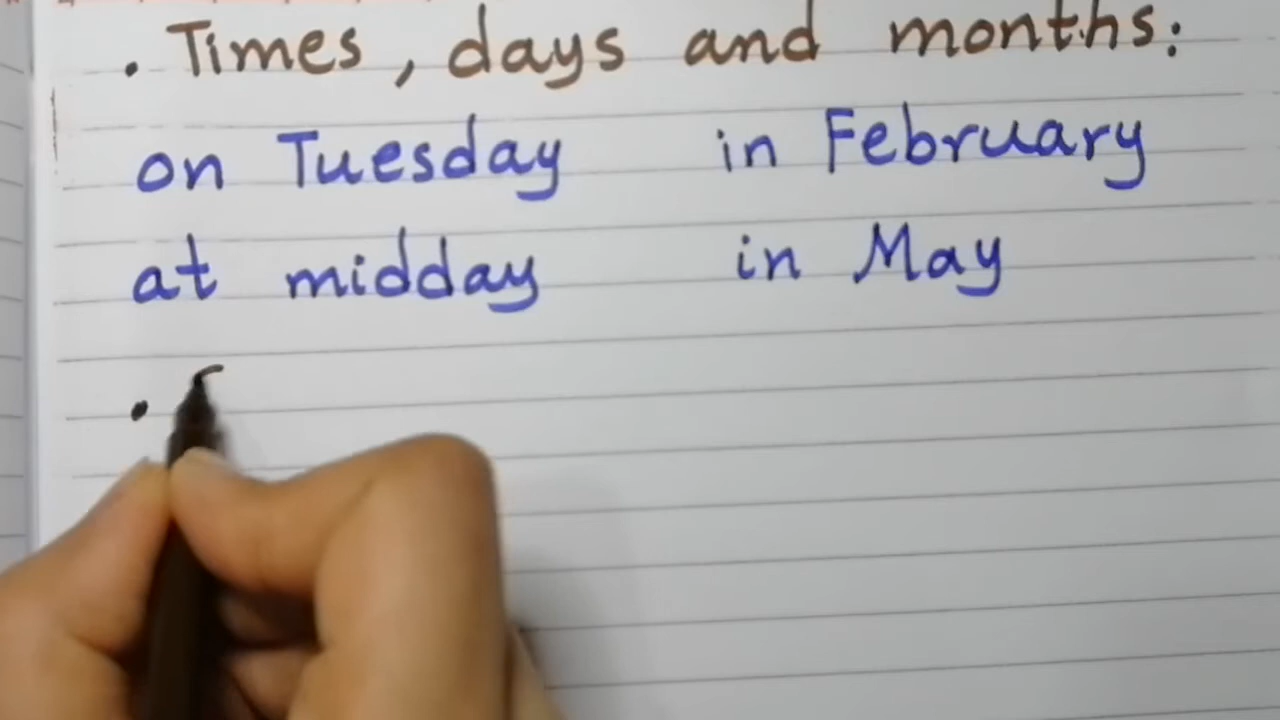 . Times, days and months:
on Tuesday in February
at midday in May
.